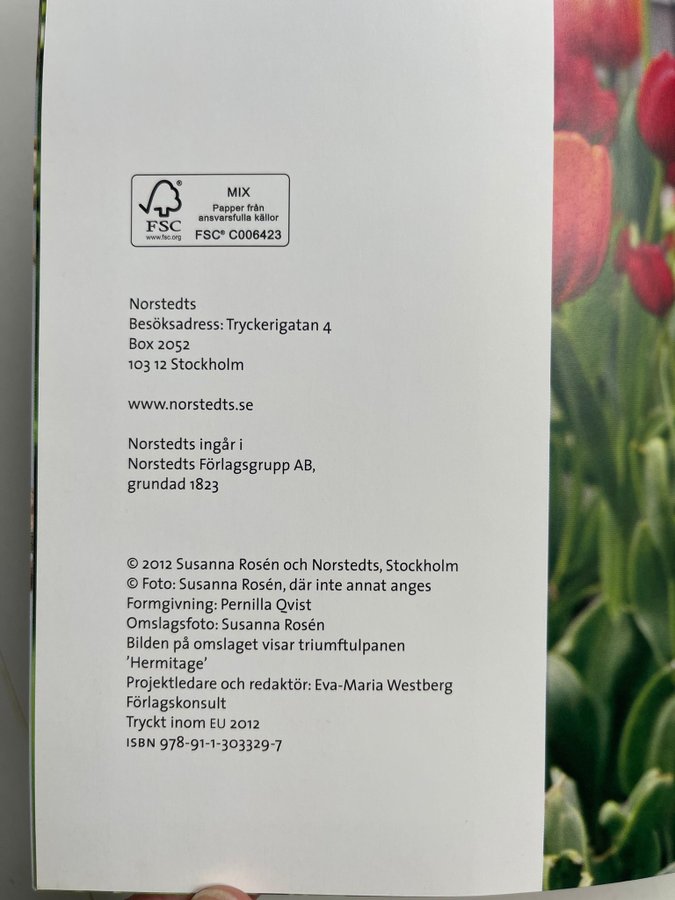 MIX
Papper från
ansvarsfulla källor
FSC® C006423
FSC
www.fsc.org
Norstedts
Besöksadress: Tryckerigatan 4
Box 2052
103 12 Stockholm
www.norstedts.se
Norstedts ingår i
Norstedts Förlagsgrupp AB,
grundad 1823
© 2012 Susanna Rosén och Norstedts, Stockholm
© Foto: Susanna Rosén, där inte annat anges
Formgivning: Pernilla Qvist
Omslagsfoto: Susanna Rosén
Bilden på omslaget visar triumftulpanen
’Hermitage’
Projektledare och redaktör: Eva-Maria Westberg
Förlagskonsult
Tryckt inom EU 2012
ISBN 978-91-1-303329-7